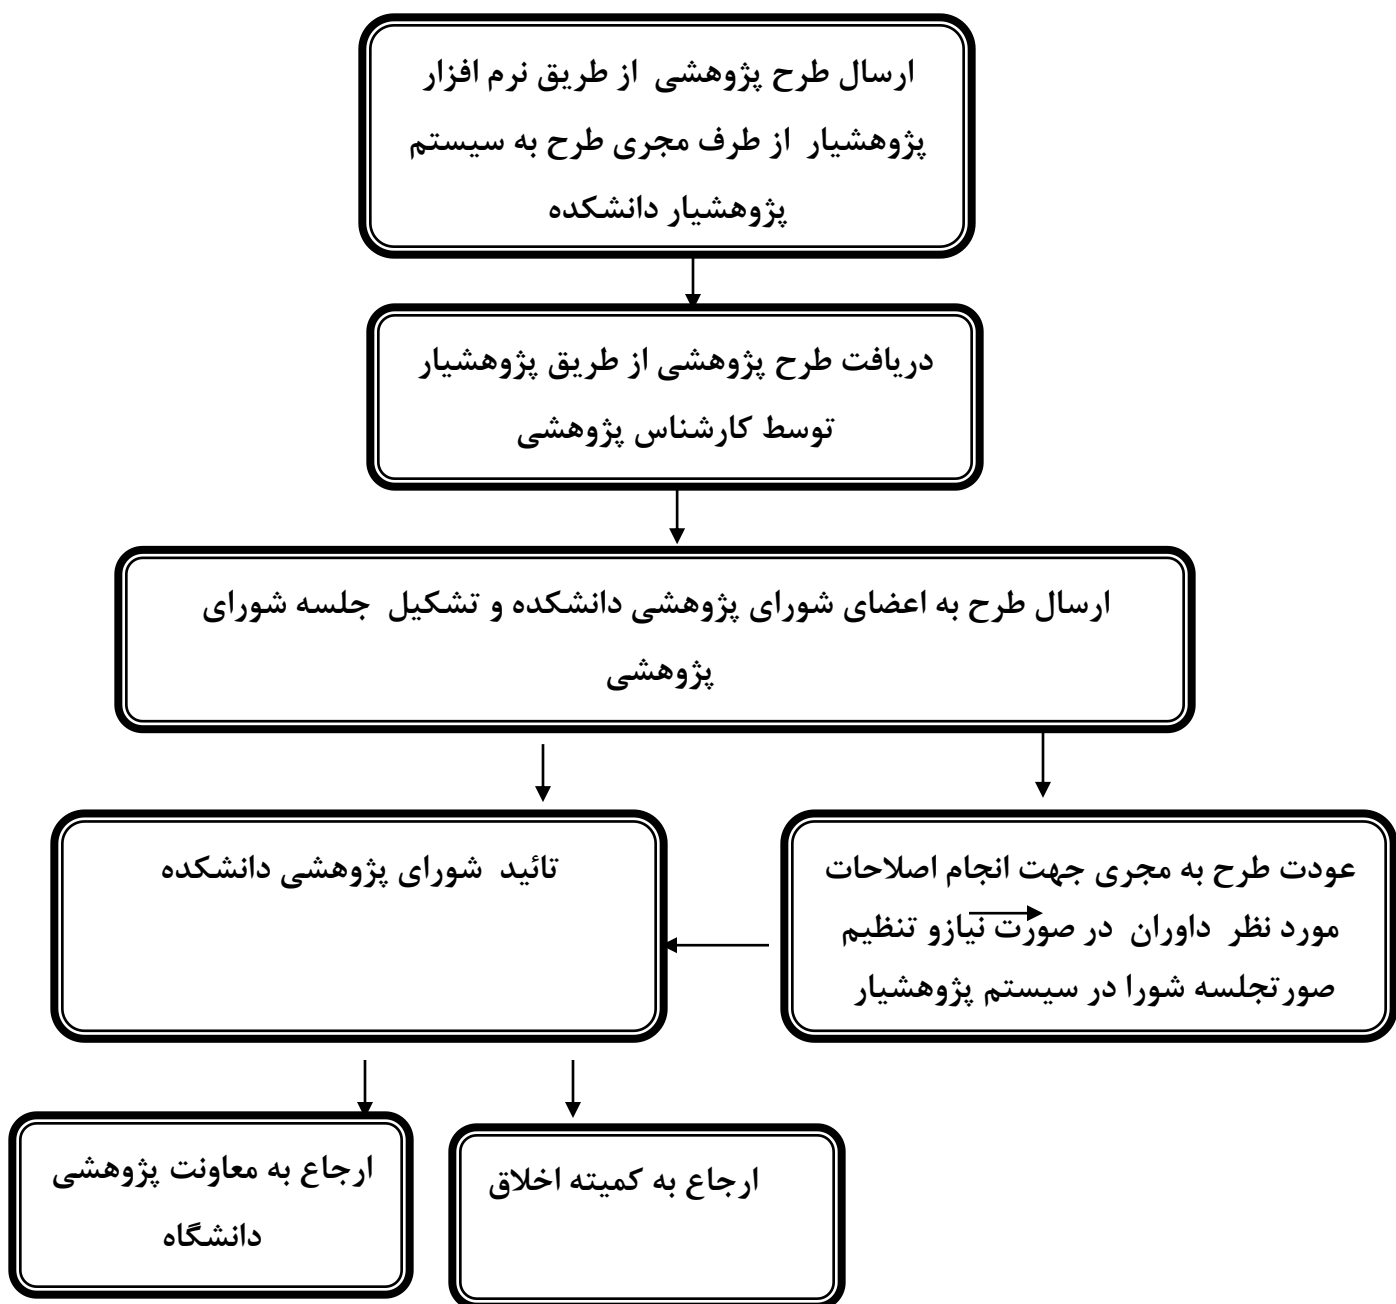 ارسال طرح پژوهشی از طریق نرم افزار
پژوهشیار از طرف مجری طرح به سیستم
پژوهشیار دانشکده
دریافت طرح پژوهشی از طریق پژوهشیار
توسط کارشناس پژوهشی
ارسال طرح به اعضای شورای پژوهشی دانشکده و تشکیل جلسه شورای
پژوهشی
عودت طرح به مجری جهت انجام اصلاحات
مورد نظر داوران در صورت نیازو تنظیم
صورتجلسه شورا در سیستم پژوهشیار
تائید شورای پژوهشی دانشکده
ارجاع به کمیته اخلاق
ارجاع به معاونت پژوهشی
دانشگاه